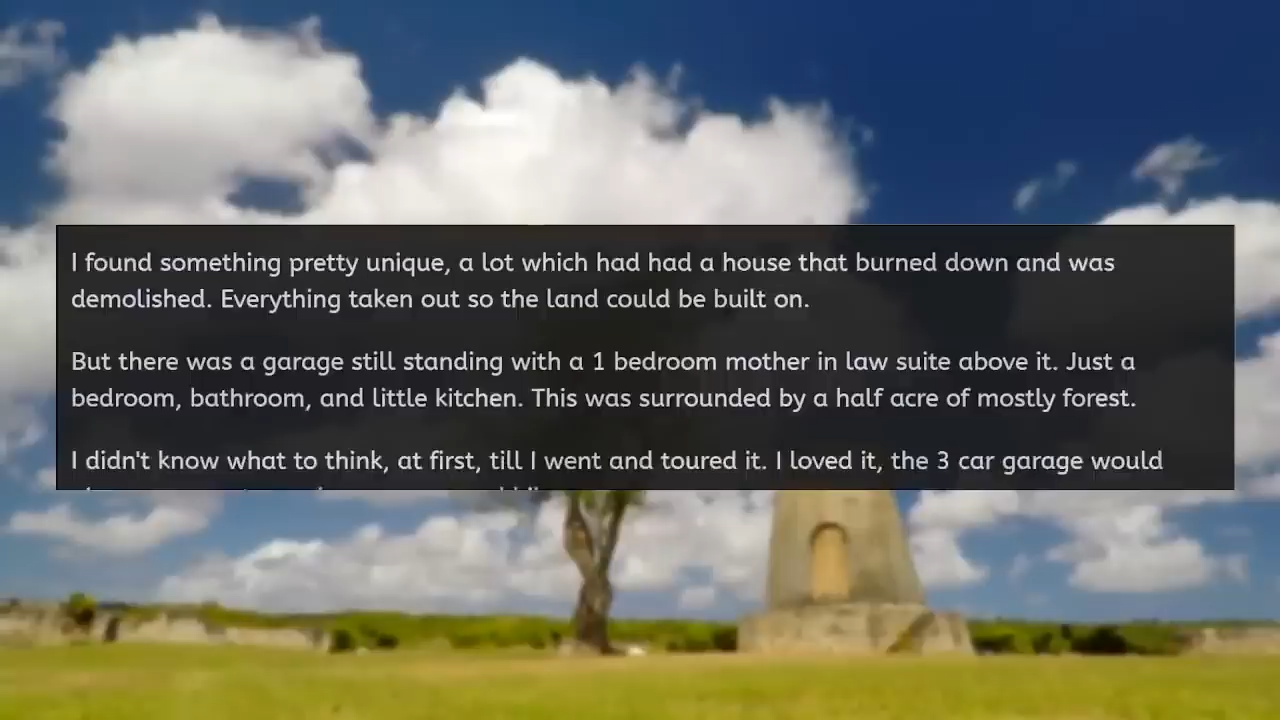 I found something pretty unique, a lot which had had a house that burned down and was
demolished. Everything taken out so the land could be built on.
But there was a garage still standing with a 1 bedroom mother in law suite above it. Just a
bedroom, bathroom, and little kitchen. This was surrounded by a half acre of mostly forest.
I didn't know what to think, at first, till I went and toured it. I loved it, the 3 car garage would